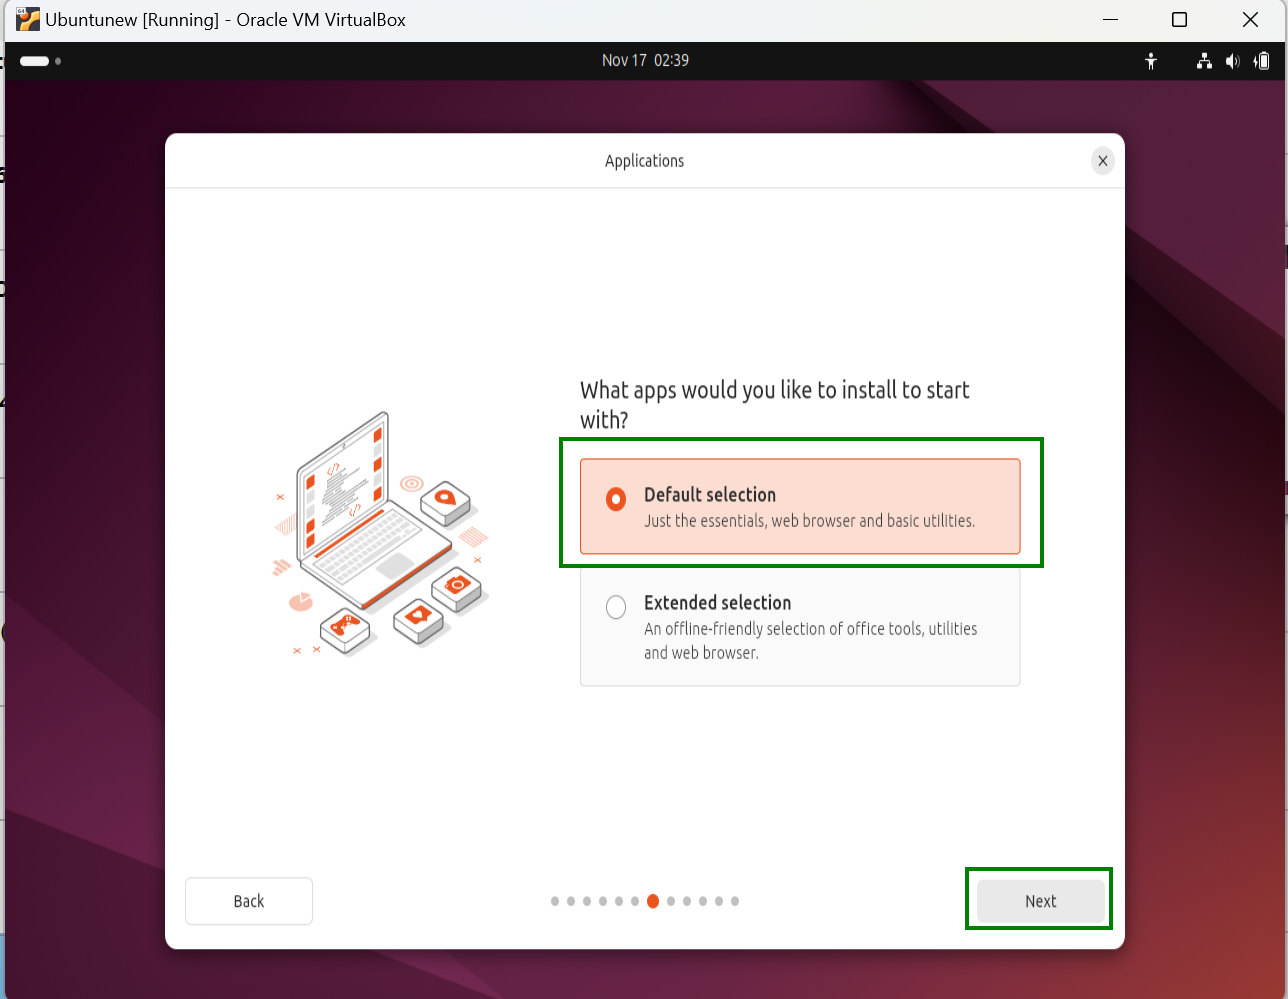 Ubuntunew [Running] - Oracle VM VirtualBox
Nov 17 02:39
Applications
What apps would you like to install to start
with?
Default selection
Just the essentials, web browser and basic utilities.
Extended selection
An offline-friendly selection of office tools, utilities
and web browser.
Back
Next